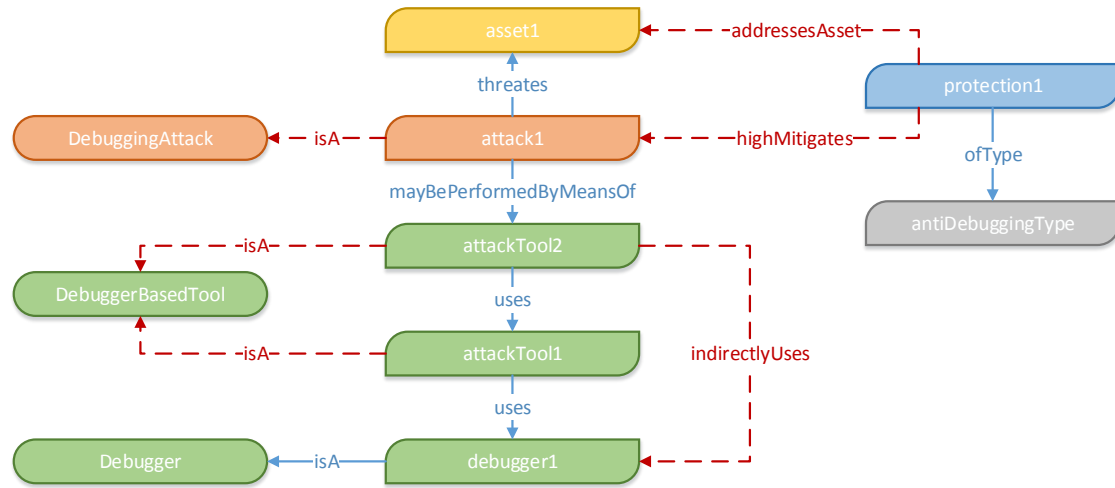 asset1
addressesAsset
threates
protection1
DebuggingAttack
isA
attack1
highMitigates
ofType
mayBePerformedByMeansOf
antiDebuggingType
isA
attackTool2
DebuggerBasedTool
uses
isA
attackTool1
indirectlyUses
uses
Debugger
isA
debugger1